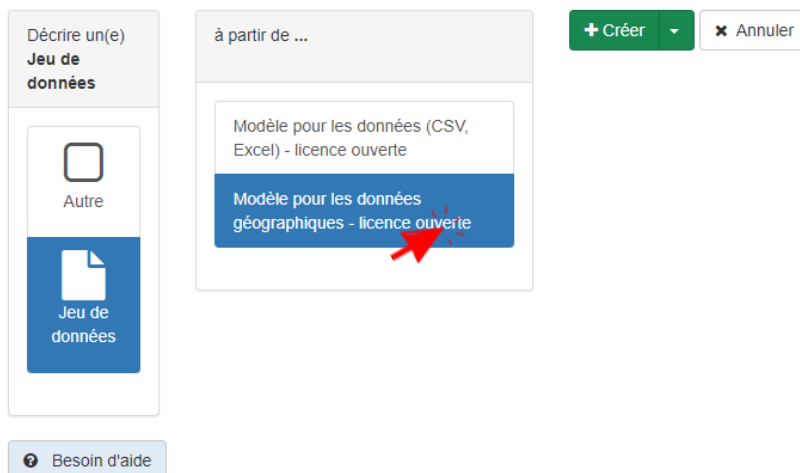 Décrire un(e)
Jeu de
données
Autre
Jeu de
données
à partir de ...
Modèle pour les données (CSV,
Excel) - licence ouverte
Modèle pour les données
géographiques - licence ouverte
Créer
Annuler
Besoin d'aide